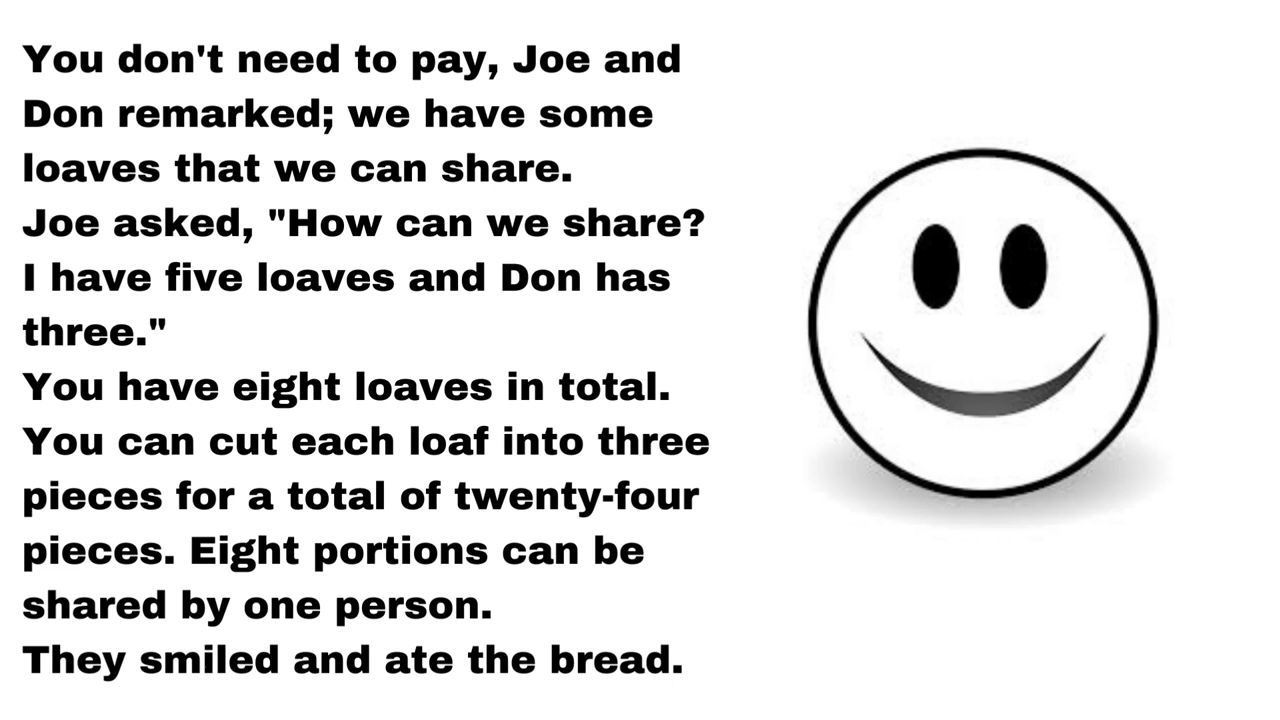 You don't need to pay, Joe and
Don remarked; we have some
loaves that we can share.
Joe asked, "How can we share?
I have five loaves and Don has
three."
You have eight loaves in total.
You can cut each loaf into three
pieces for a total of twenty-four
pieces. Eight portions can be
shared by one person.
They smiled and ate the bread.